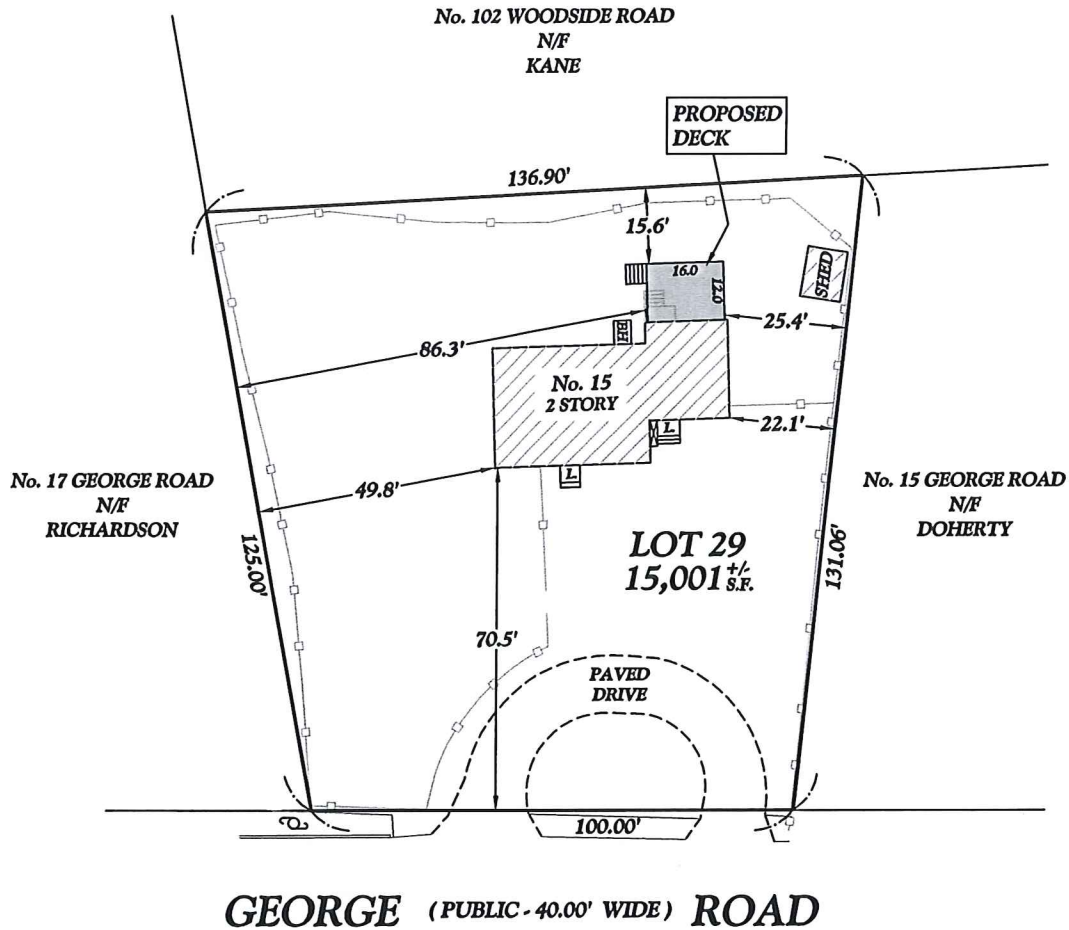 No. 102 WOODSIDE ROAD
N/F
KANE
PROPOSED
DECK
136.90'
15.6'
16.0
12.0
SHED
25.4'
86.3'
BH
No. 15
2 STORY
L.
22.1'
49.8'
L.
No. 17 GEORGE ROAD
N/F
RICHARDSON
No. 15 GEORGE ROAD
N/F
DOHERTY
125.00'
131.06'
LOT 29
15,001 +/- S.F.
70.5'
PAVED
DRIVE
100.00'
GEORGE (PUBLIC - 40.00' WIDE) ROAD